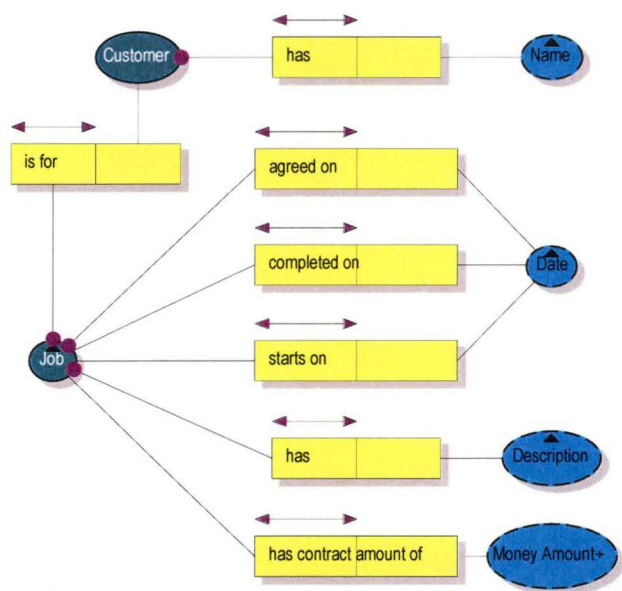 Customer
has
Name
is for
agreed on
completed on
Date
Job
starts on
has
Description
has contract amount of
Money Amount+